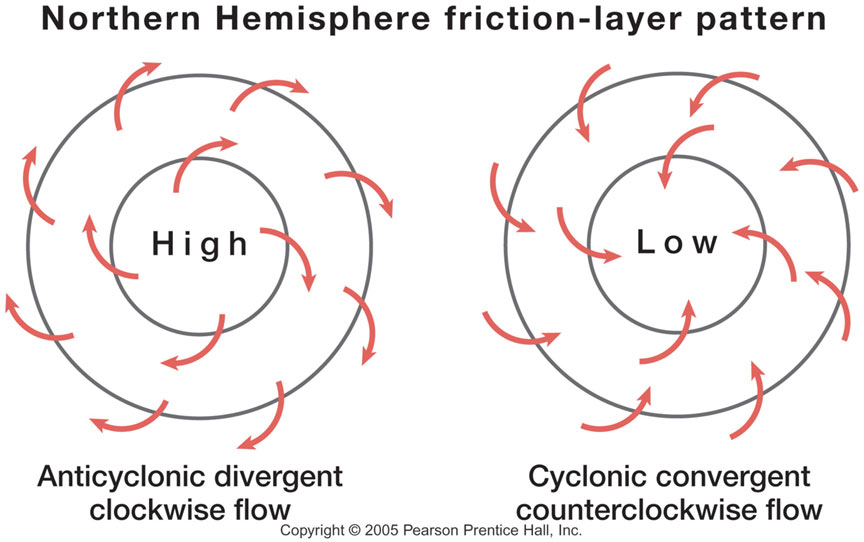 Northern Hemisphere friction-layer pattern
High
Low
Anticyclonic divergent
clockwise flow
Cyclonic convergent
counterclockwise flow
Copyright © 2005 Pearson Prentice Hall, Inc.